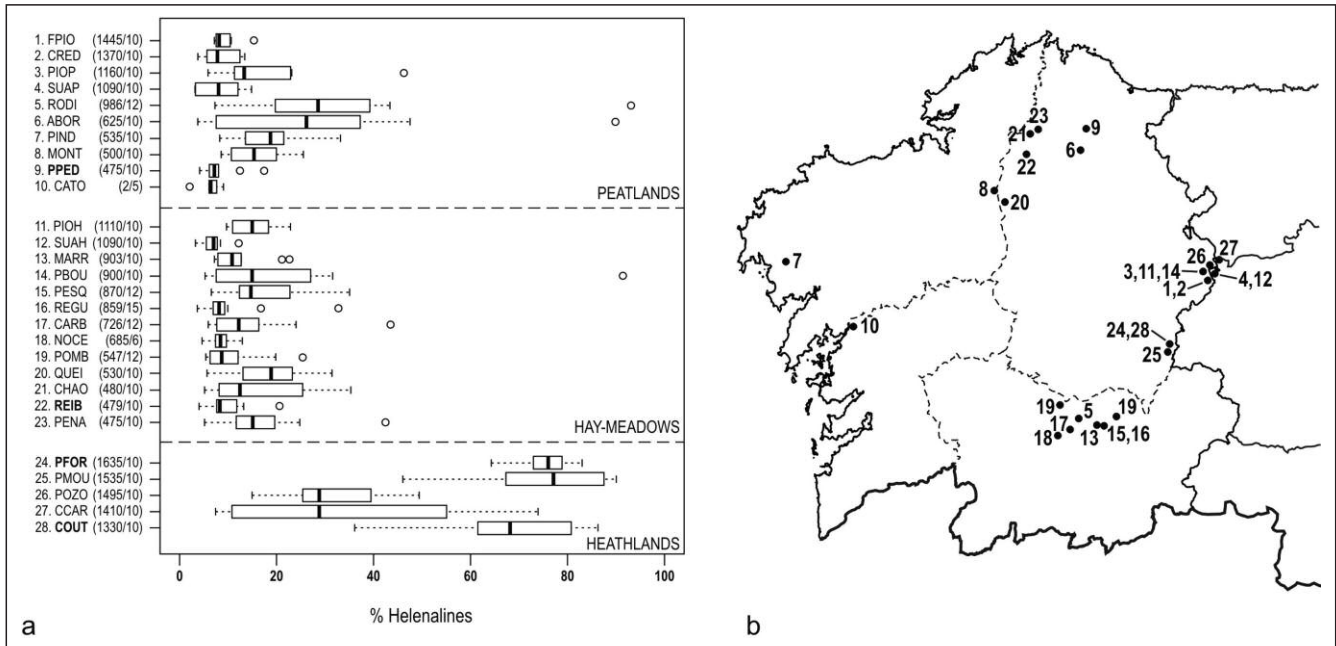 1. FPIO (1445/10)
2. CRED (1370/10)
3. PIOP (1160/10)
4. SUAP (1090/10)
5. RODI (986/12)
6. ABOR (625/10)
7. PIND (535/10)
8. MONT (500/10)
9. PPED (475/10)
10. CATO (2/5)
PEATLANDS
11. PIOH (1110/10)
12. SUAH (1090/10)
13. MARR (903/10)
14. PBOU (900/10)
15. PESQ (870/12)
16. REGU (859/15)
17. CARB (726/12)
18. NOCE (685/6)
19. POMB (547/12)
20. QUEI (530/10)
21. CHAO (480/10)
22. REIB (479/10)
23. PENA (475/10)
HAY-MEADOWS
24. PFOR (1635/10)
25. PMOU (1535/10)
26. POZO (1495/10)
27. CCAR (1410/10)
28. COUT (1330/10)
HEATHLANDS
0 20 40 60 80 100
% Helenalines
a
23
21
9
22
6
8
20
7
27
26
3,11,14
4,12
1,2
10
24,28
25
19
5
19
17
18
13
15,16
b